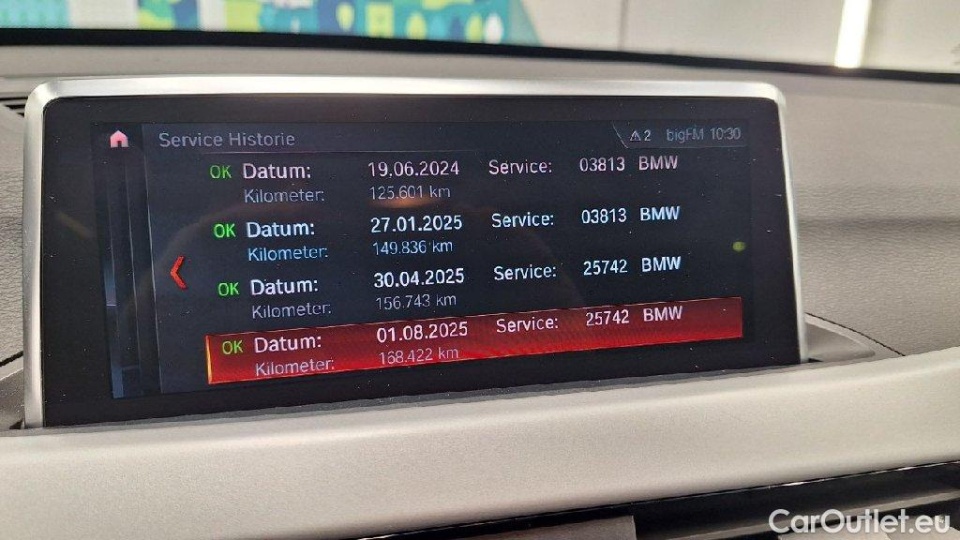 Service Historie
⚠2 bigFM 10:30
OK Datum: 19.06.2024 Service: 03813 BMW
Kilometer: 125.601 km
OK Datum: 27.01.2025 Service: 03813 BMW
Kilometer: 149.836 km
OK Datum: 30.04.2025 Service: 25742 BMW
Kilometer: 156.743 km
OK Datum: 01.08.2025 Service: 25742 BMW
Kilometer: 168.422 km
CarOutlet.eu